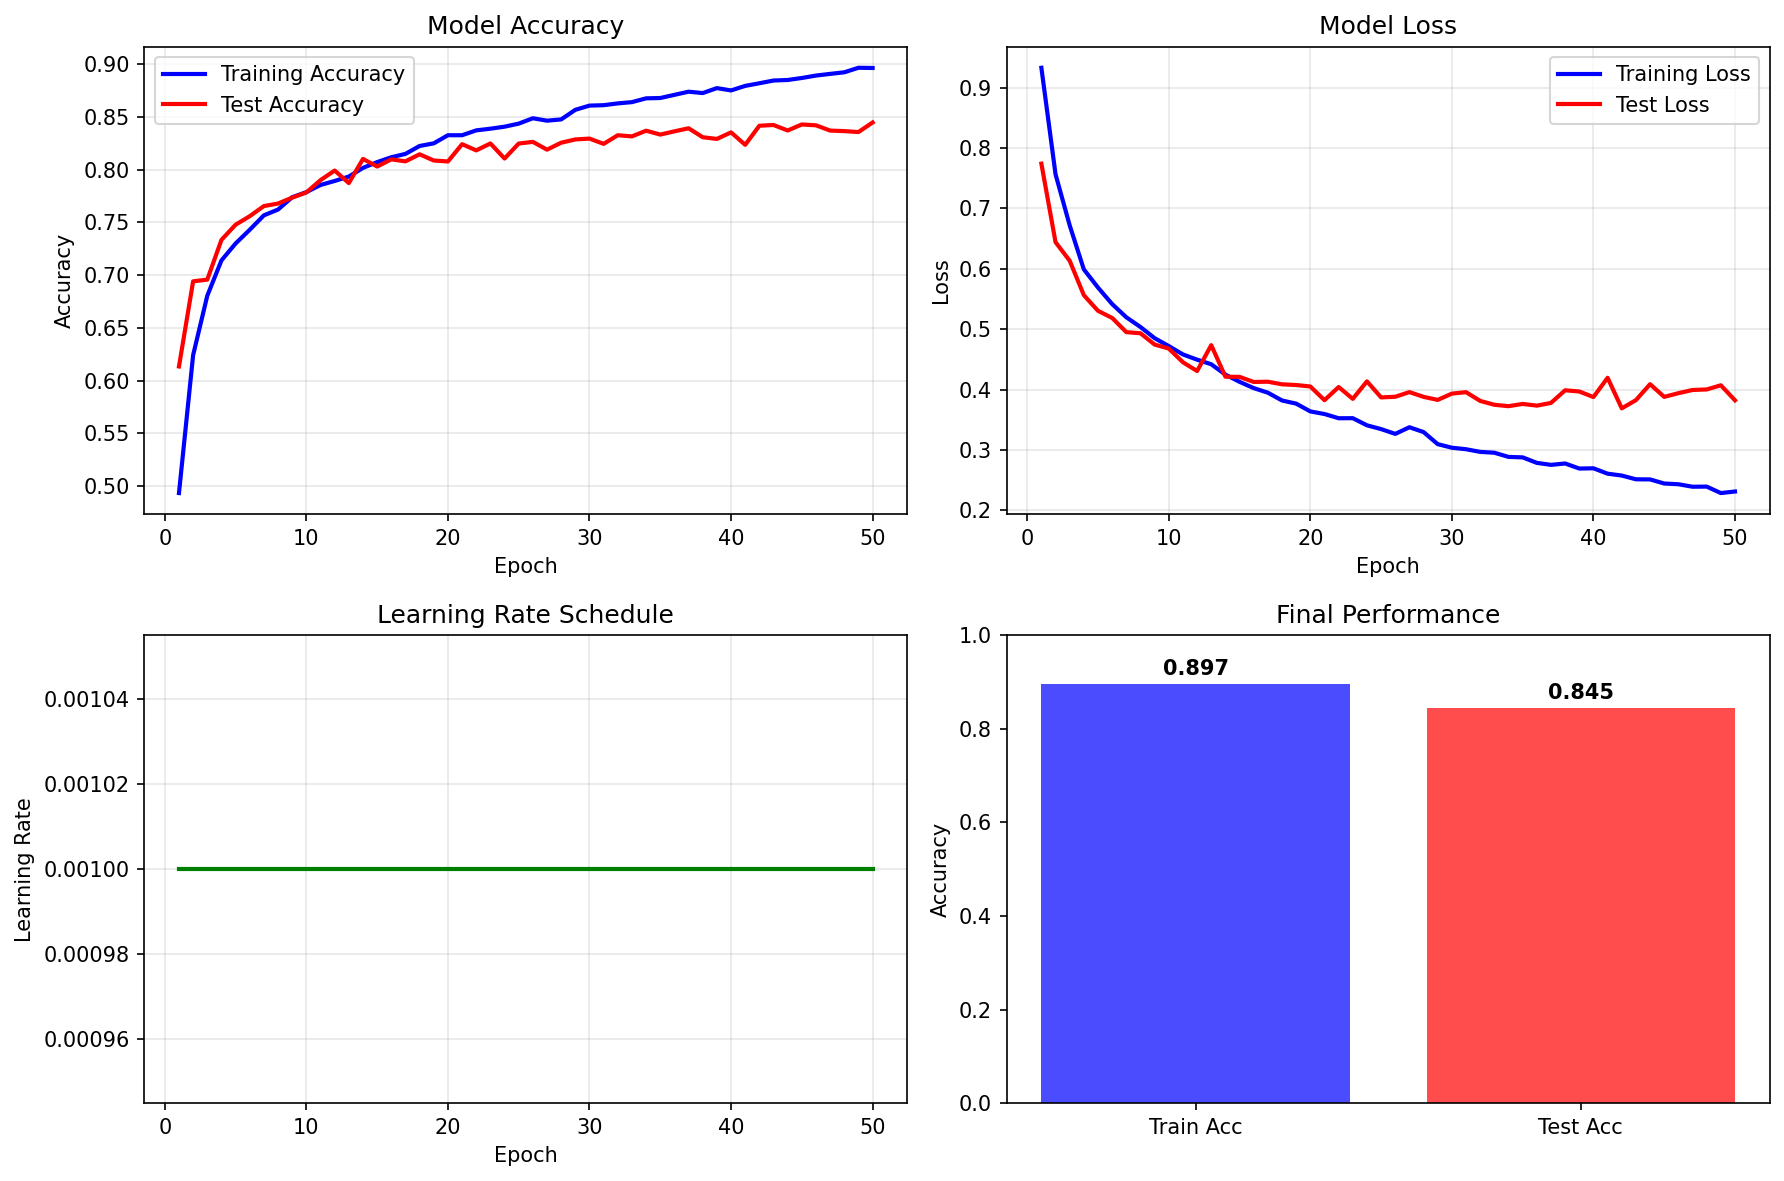 Model Accuracy
0.90
0.85
0.80
0.75
0.70
0.65
0.60
0.55
0.50
Accuracy
Training Accuracy
Test Accuracy
0 10 20 30 40 50
Epoch
Model Loss
0.9
0.8
0.7
0.6
0.5
0.4
0.3
0.2
Loss
Training Loss
Test Loss
0 10 20 30 40 50
Epoch
Learning Rate Schedule
0.00104
0.00102
0.00100
0.00098
0.00096
Learning Rate
0 10 20 30 40 50
Epoch
Final Performance
1.0
0.8
0.6
0.4
0.2
0.0
Accuracy
0.897
0.845
Train Acc Test Acc